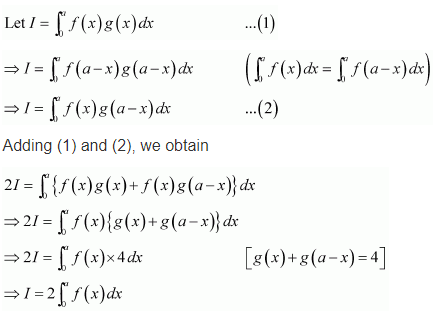 Let I = ∫₀ᵃ f(x)g(x)dx ...(1)
⇒ I = ∫₀ᵃ f(a−x)g(a−x)dx (∫₀ᵃ f(x)dx = ∫₀ᵃ f(a−x)dx)
⇒ I = ∫₀ᵃ f(x)g(a−x)dx ...(2)
Adding (1) and (2), we obtain
2I = ∫₀ᵃ {f(x)g(x)+f(x)g(a−x)}dx
⇒ 2I = ∫₀ᵃ f(x){g(x)+g(a−x)}dx
⇒ 2I = ∫₀ᵃ f(x)×4dx [g(x)+g(a−x)=4]
⇒ I = 2∫₀ᵃ f(x)dx